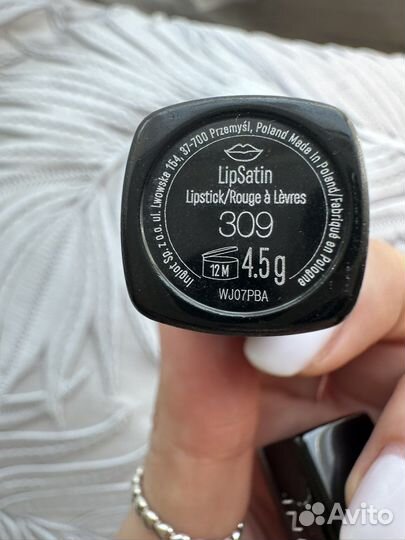 Inglot Sp. z o.o. ul. Lwowska 154, 37-700 Przemyśl, Poland Made in Poland/Fabriqué en Pologne
LipSatin
Lipstick/Rouge à Lèvres
309
12 M 4.5g
WJ07PBA
Avito